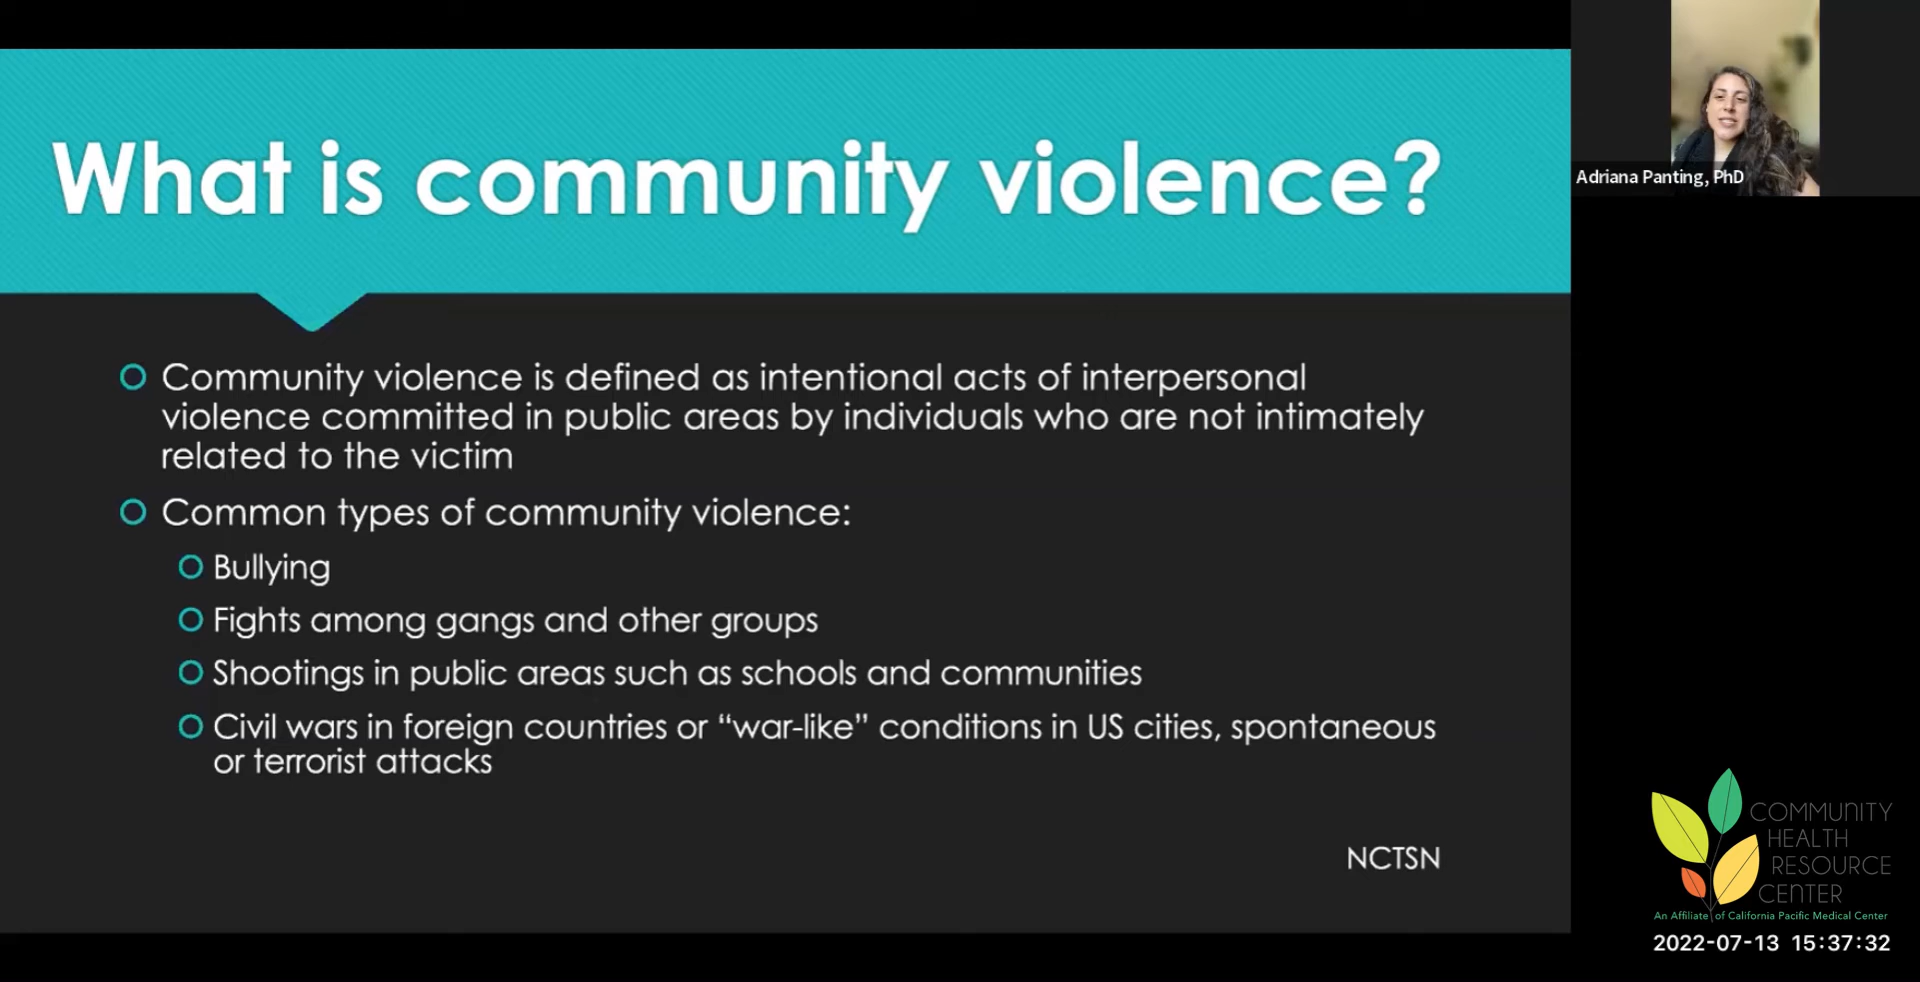 What is community violence?
Adriana Panting, PhD
Community violence is defined as intentional acts of interpersonal
violence committed in public areas by individuals who are not intimately
related to the victim
Common types of community violence:
Bullying
Fights among gangs and other groups
Shootings in public areas such as schools and communities
Civil wars in foreign countries or “war-like” conditions in US cities, spontaneous
or terrorist attacks
NCTSN
COMMUNITY
HEALTH
RESOURCE
CENTER
An Affiliate of California Pacific Medical Center
2022-07-13 15:37:32